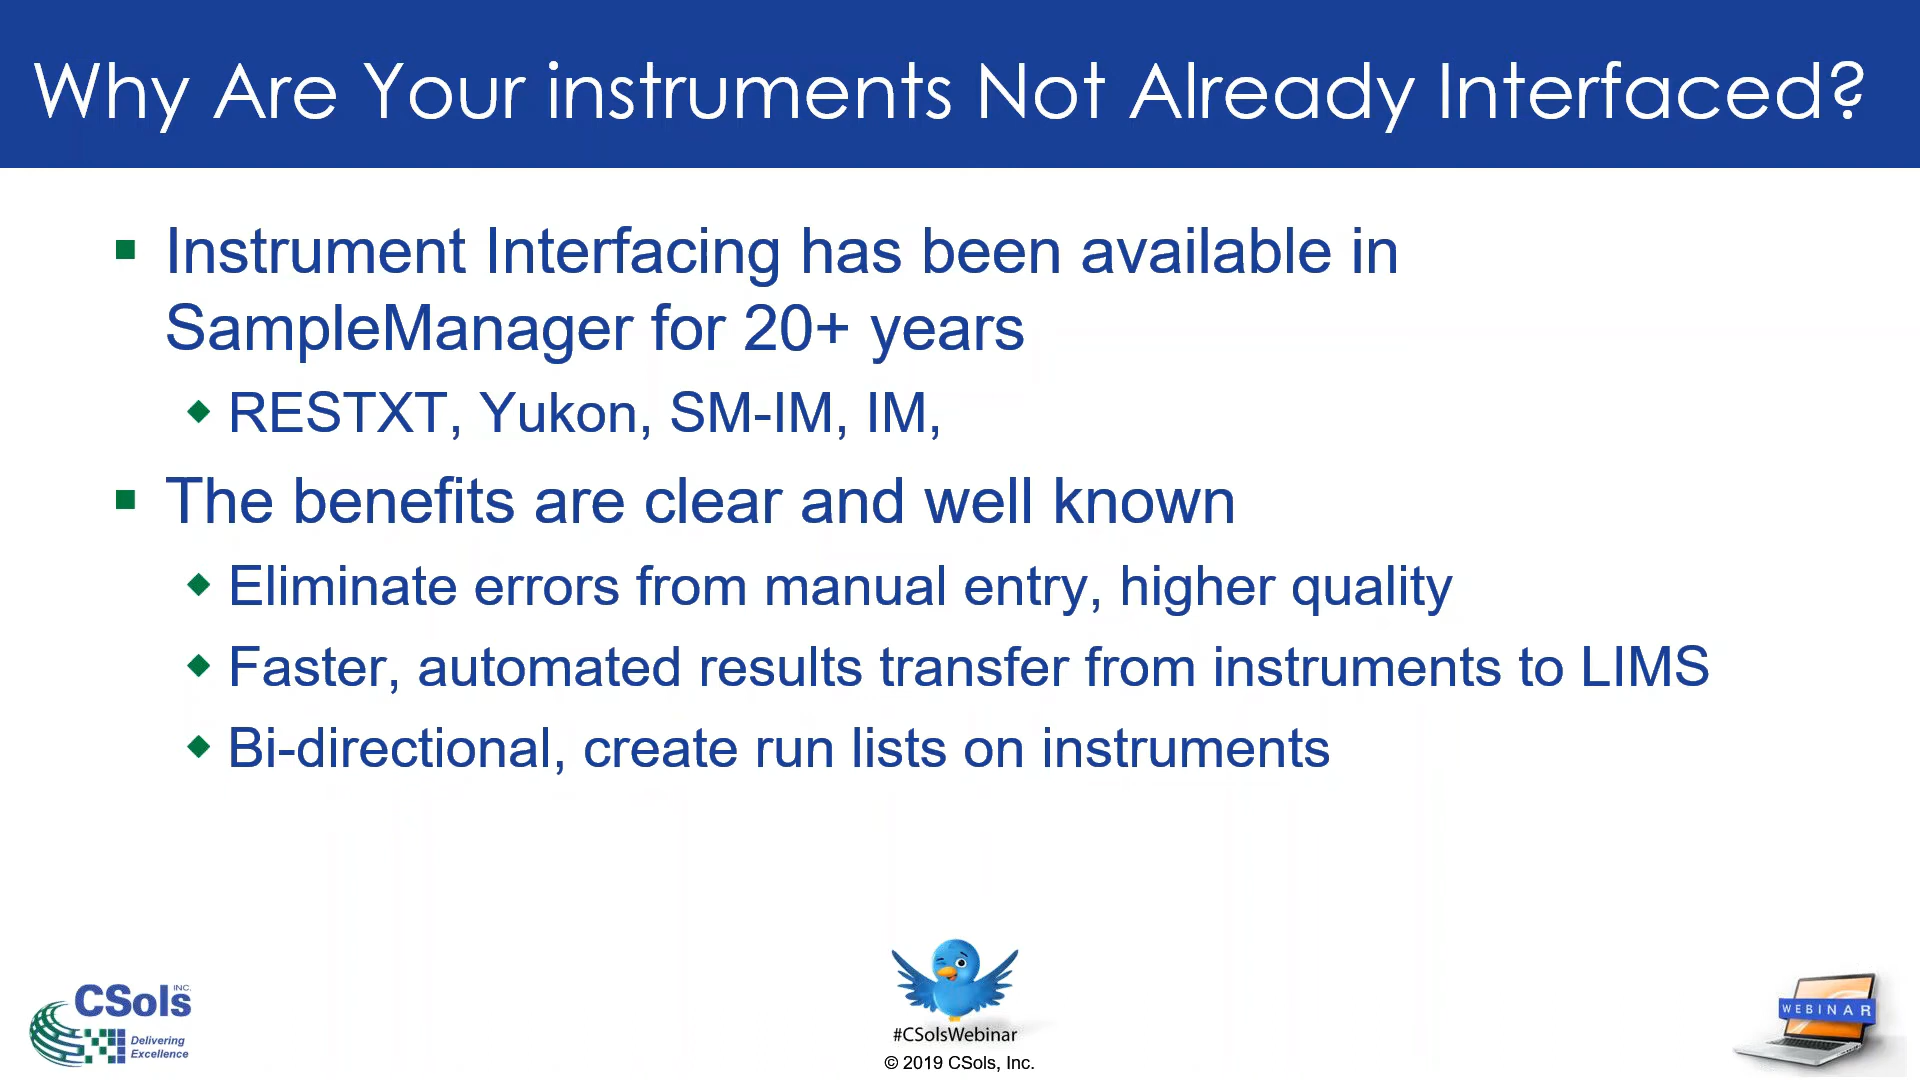 Why Are Your instruments Not Already Interfaced?
Instrument Interfacing has been available in
SampleManager for 20+ years
RESTXT, Yukon, SM-IM, IM,
The benefits are clear and well known
Eliminate errors from manual entry, higher quality
Faster, automated results transfer from instruments to LIMS
Bi-directional, create run lists on instruments
CSols INC.
Delivering
Excellence
#CSolsWebinar
© 2019 CSols, Inc.
WEBINAR